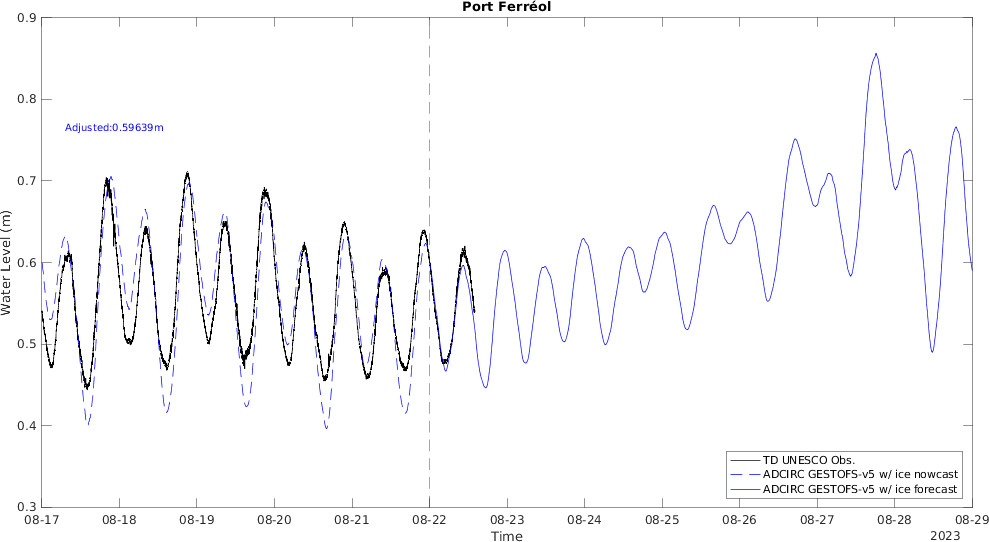 Port Ferréol
0.9
0.8
0.7
0.6
0.5
0.4
0.3
Water Level (m)
Adjusted:0.59639m
TD UNESCO Obs.
ADCIRC GESTOFS-v5 w/ ice nowcast
ADCIRC GESTOFS-v5 w/ ice forecast
08-17 08-18 08-19 08-20 08-21 08-22 08-23 08-24 08-25 08-26 08-27 08-28 08-29
Time
2023